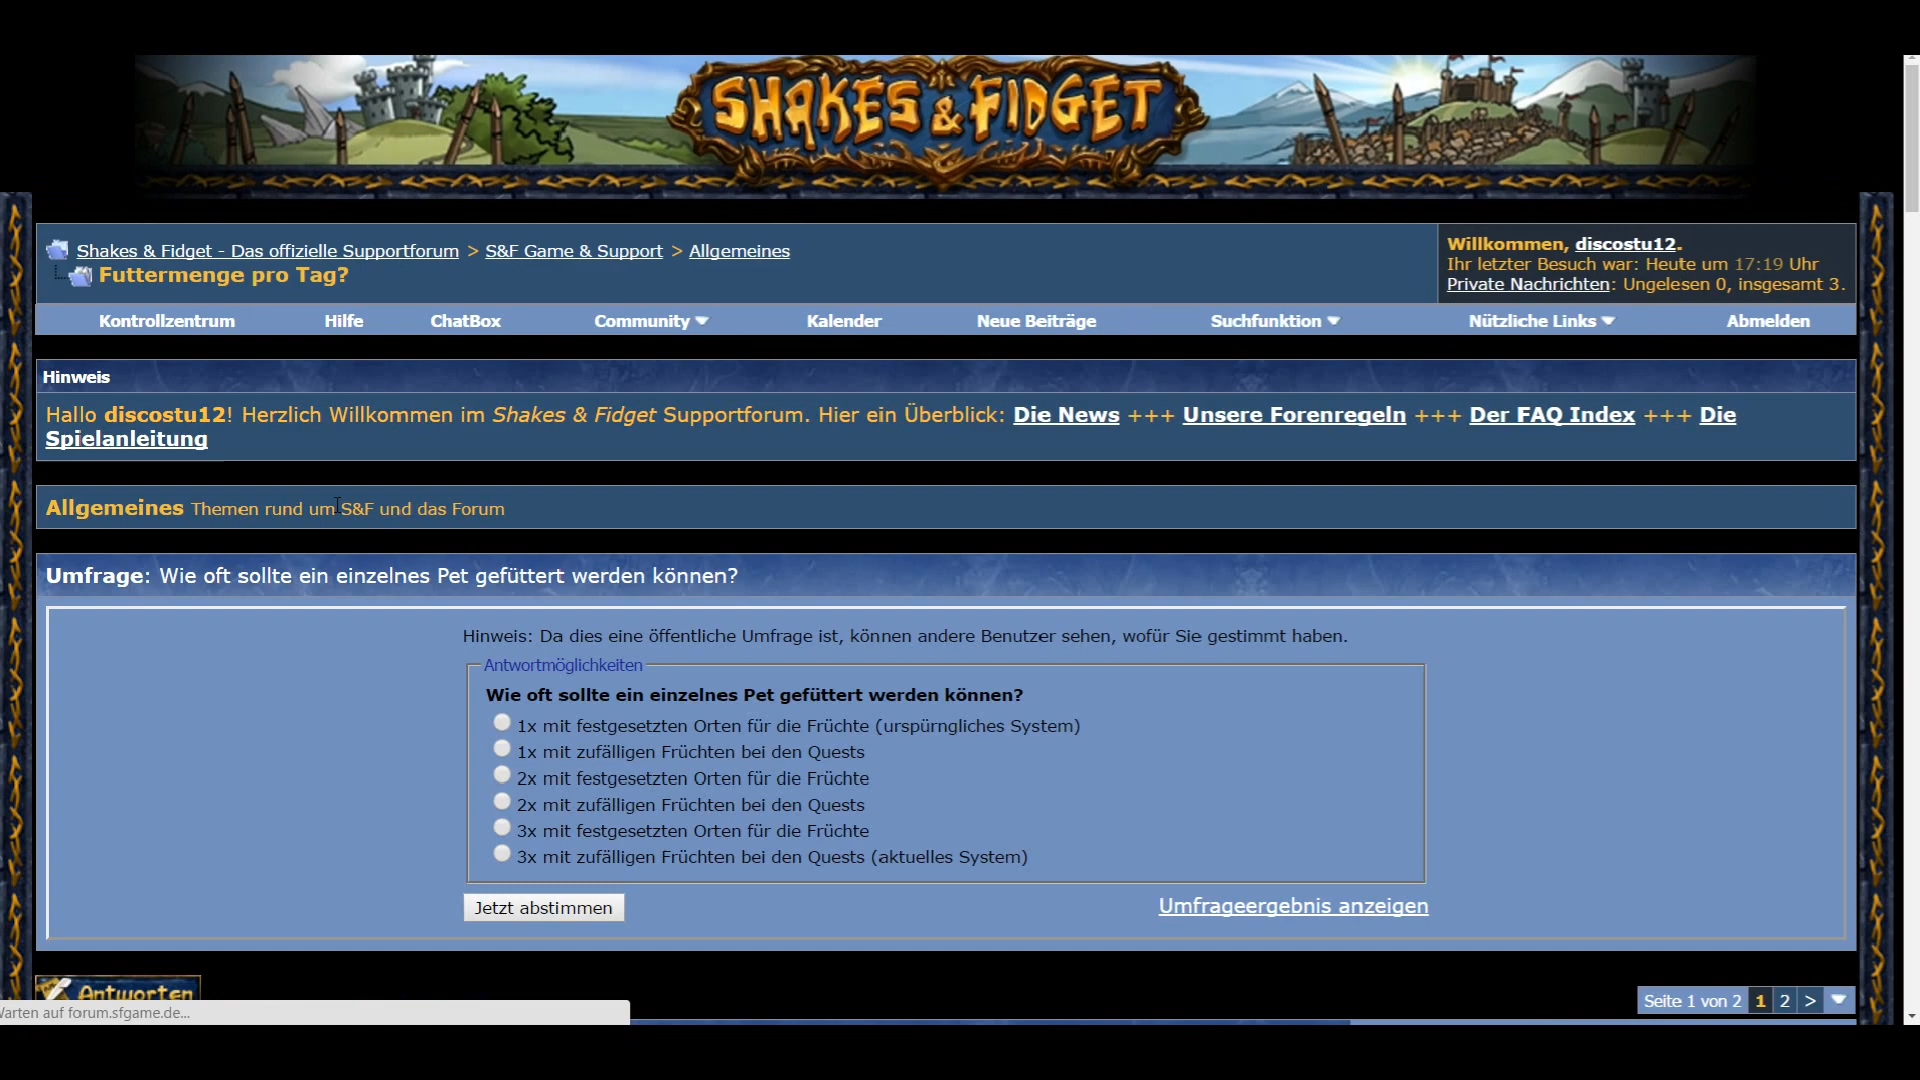 SHAKES & FIDGET
Shakes & Fidget - Das offizielle Supportforum > S&F Game & Support > Allgemeines
Futtermenge pro Tag?
Willkommen, discostu12.
Ihr letzter Besuch war: Heute um 17:19 Uhr
Private Nachrichten: Ungelesen 0, insgesamt 3.
Kontrollzentrum Hilfe ChatBox Community Kalender Neue Beiträge Suchfunktion Nützliche Links Abmelden
Hinweis
Hallo discostu12! Herzlich Willkommen im Shakes & Fidget Supportforum. Hier ein Überblick: Die News +++ Unsere Forenregeln +++ Der FAQ Index +++ Die
Spielanleitung
Allgemeines Themen rund um S&F und das Forum
Umfrage: Wie oft sollte ein einzelnes Pet gefüttert werden können?
Hinweis: Da dies eine öffentliche Umfrage ist, können andere Benutzer sehen, wofür Sie gestimmt haben.
Antwortmöglichkeiten
Wie oft sollte ein einzelnes Pet gefüttert werden können?
1x mit festgesetzten Orten für die Früchte (urspürngliches System)
1x mit zufälligen Früchten bei den Quests
2x mit festgesetzten Orten für die Früchte
2x mit zufälligen Früchten bei den Quests
3x mit festgesetzten Orten für die Früchte
3x mit zufälligen Früchten bei den Quests (aktuelles System)
Jetzt abstimmen
Umfrageergebnis anzeigen
Antworten
Seite 1 von 2 1 2 >
Warten auf forum.sfgame.de...